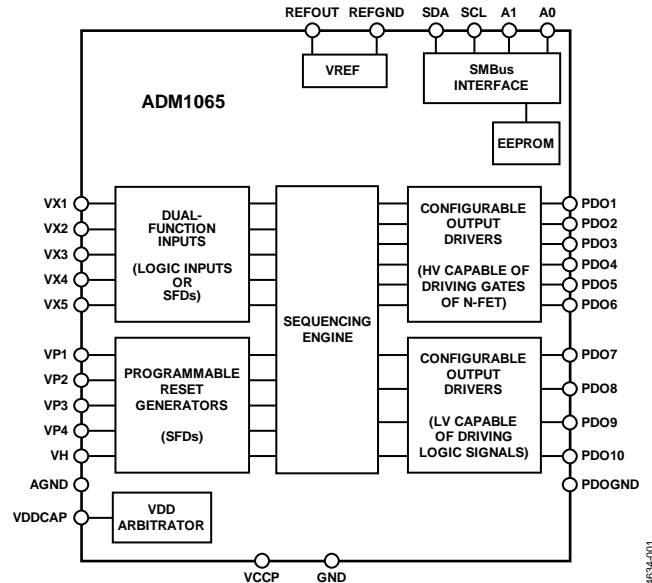 REFOUT REFGND SDA SCL A1 A0
VREF
SMBus
INTERFACE
ADM1065
EEPROM
VX1
VX2
VX3
VX4
VX5
DUAL-
FUNCTION
INPUTS
(LOGIC INPUTS
OR
SFDs)
VP1
VP2
VP3
VP4
VH
PROGRAMMABLE
RESET
GENERATORS
(SFDs)
AGND
VDDCAP
VDD
ARBITRATOR
SEQUENCING
ENGINE
CONFIGURABLE
OUTPUT
DRIVERS
(HV CAPABLE OF
DRIVING GATES
OF N-FET)
PDO1
PDO2
PDO3
PDO4
PDO5
PDO6
CONFIGURABLE
OUTPUT
DRIVERS
(LV CAPABLE
OF DRIVING
LOGIC SIGNALS)
PDO7
PDO8
PDO9
PDO10
PDOGND
VCCP GND
4634-001